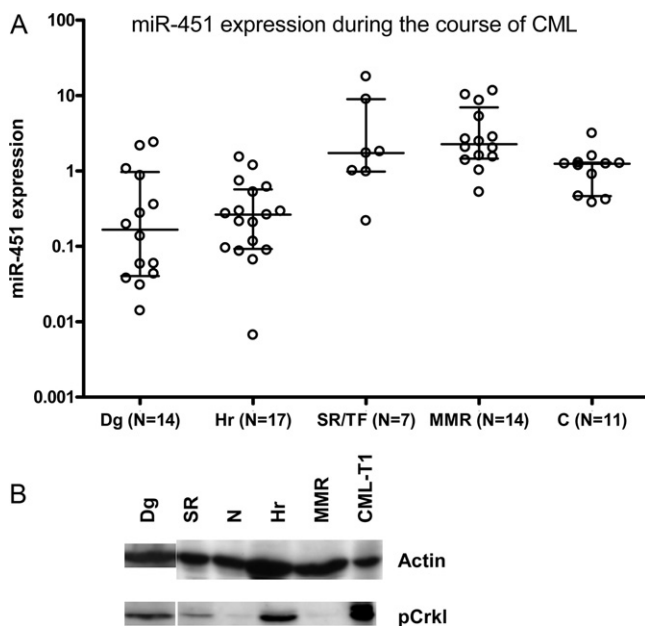 A
miR-451 expression during the course of CML
miR-451 expression
100
10
1
0.1
0.01
0.001
Dg (N=14) Hr (N=17) SR/TF (N=7) MMR (N=14) C (N=11)
B
Dg SR N Hr MMR CML-T1
Actin
pCrkl